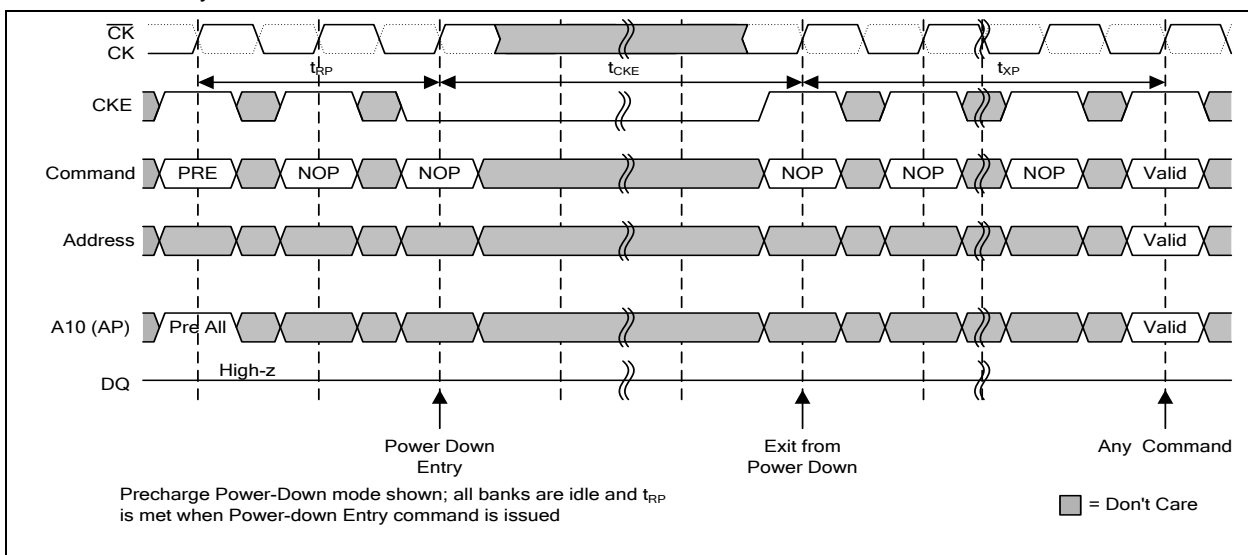 CK
CK
tRP
tCKE
tXP
CKE
Command
PRE
NOP
NOP
NOP
NOP
NOP
Valid
Address
Valid
A10 (AP)
Pre All
Valid
High-z
DQ
Power Down
Entry
Exit from
Power Down
Any Command
Precharge Power-Down mode shown; all banks are idle and tRP
is met when Power-down Entry command is issued
= Don't Care